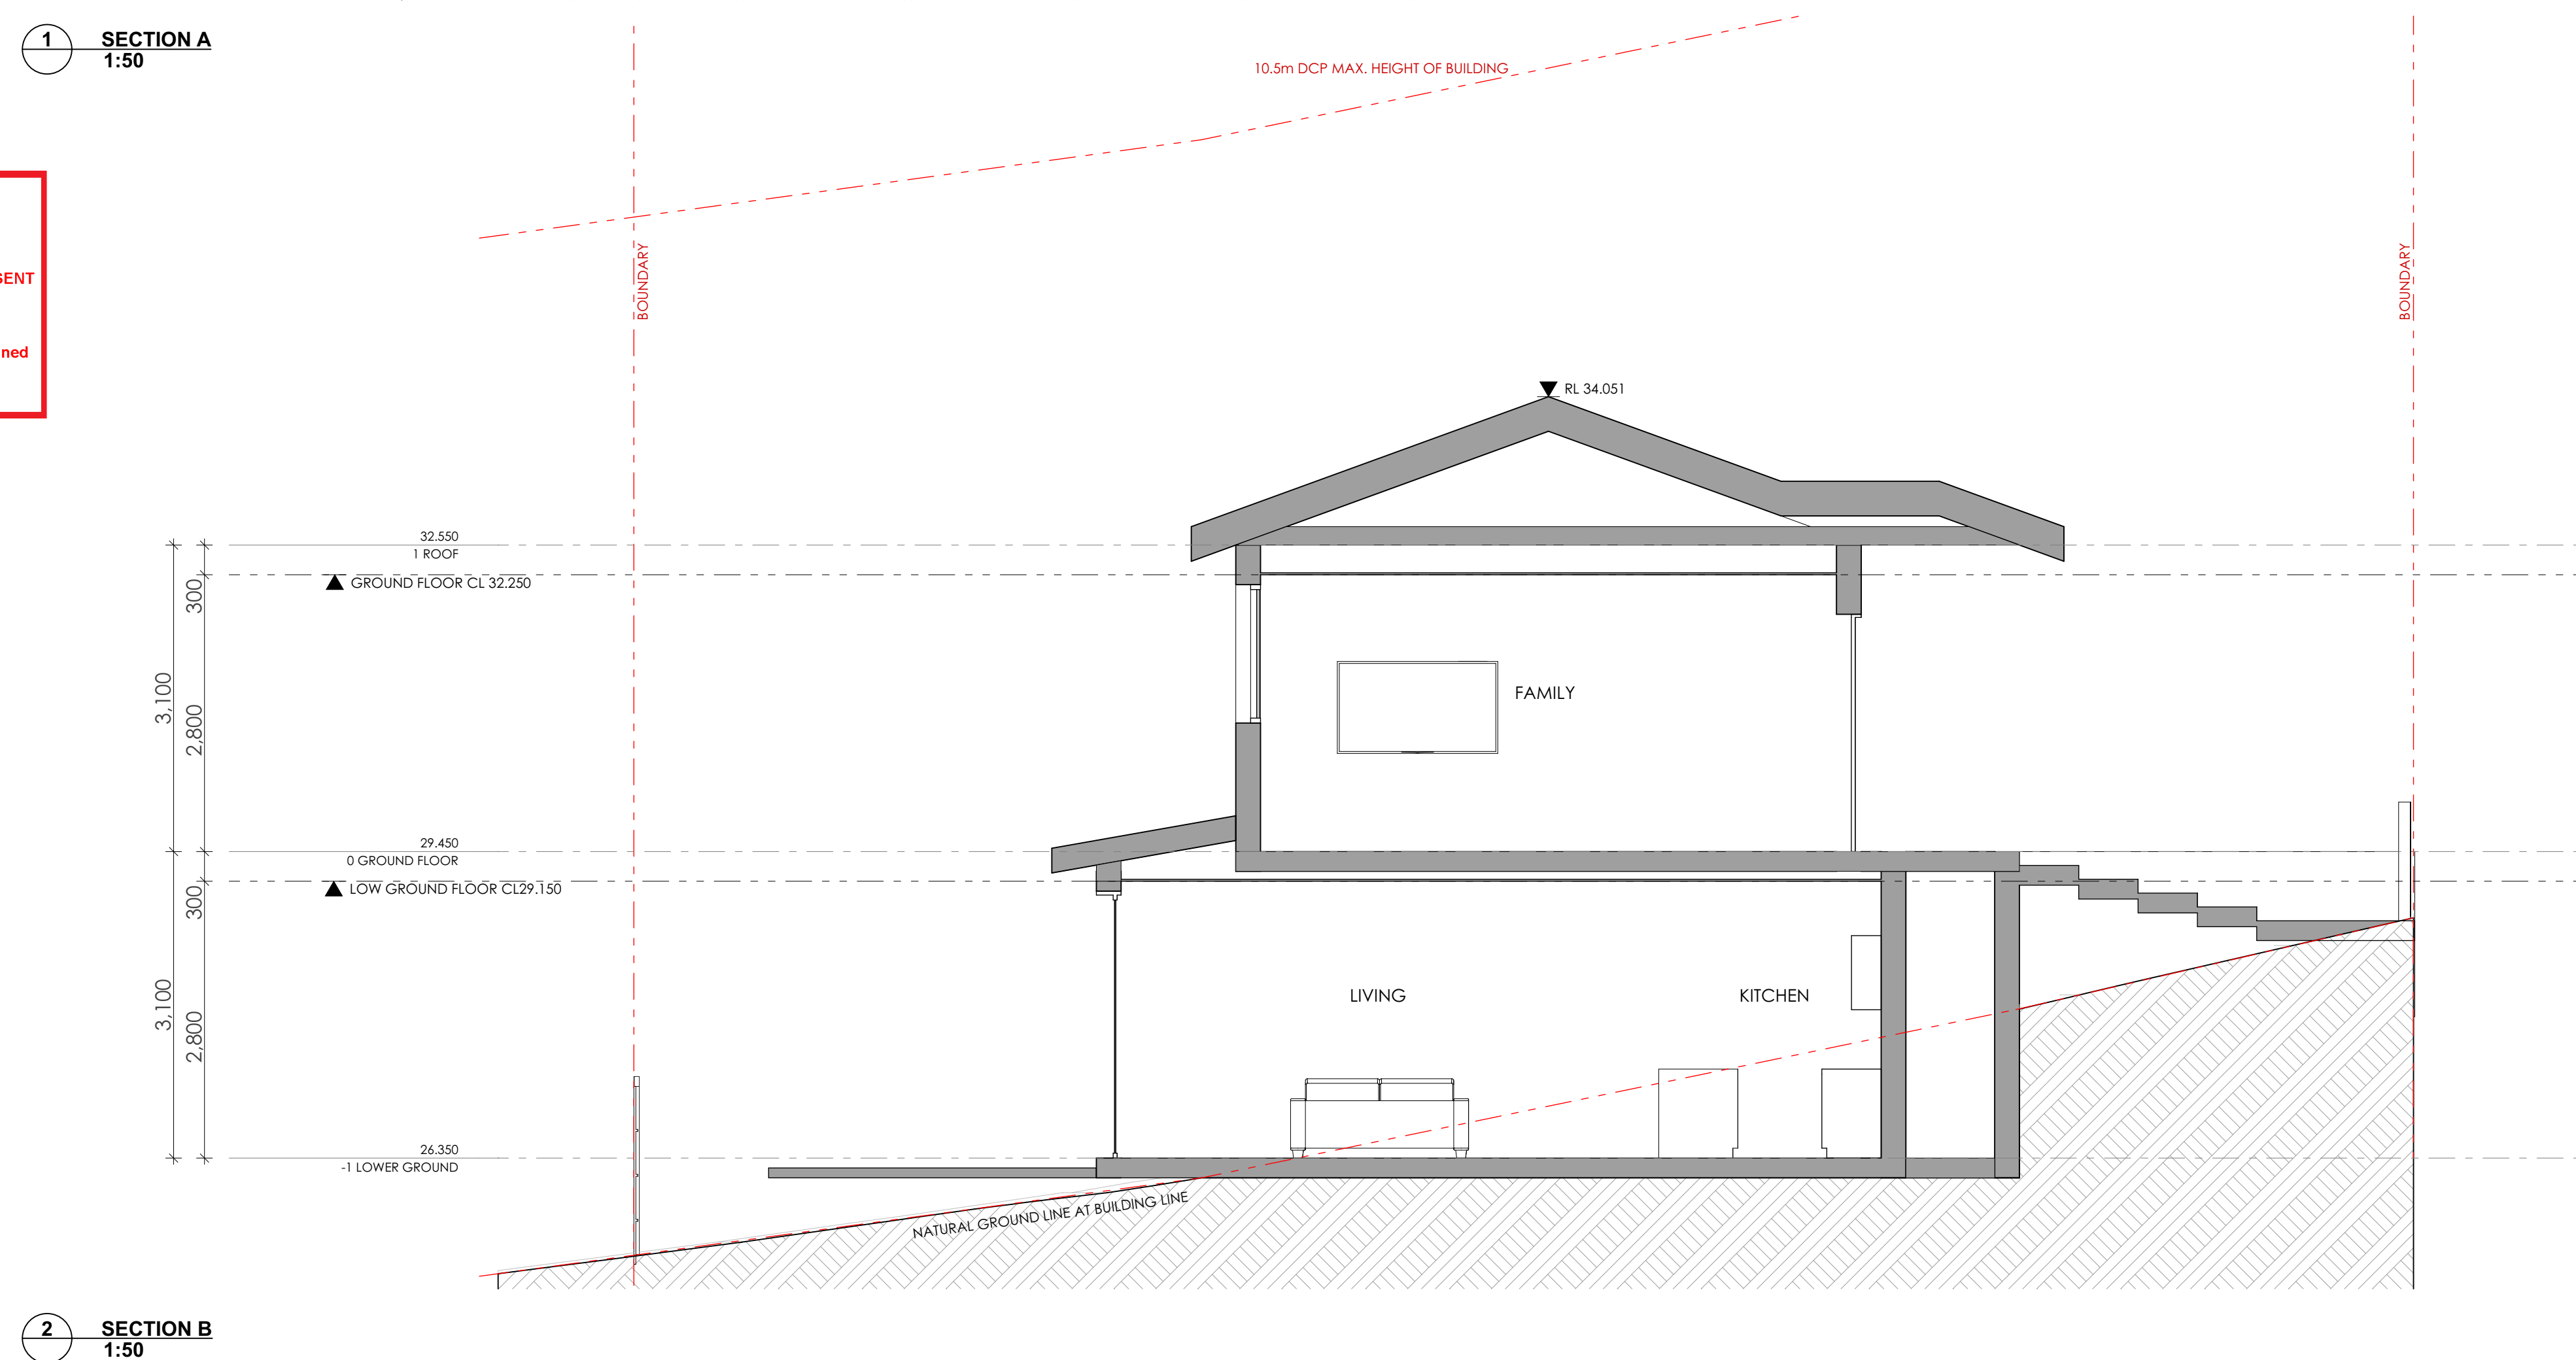 1
SECTION A
1:50
10.5m DCP MAX. HEIGHT OF BUILDING
BOUNDARY
BOUNDARY
SENT
ned
RL 34.051
32.550
1 ROOF
GROUND FLOOR CL 32.250
300
3,100
2,800
FAMILY
29.450
0 GROUND FLOOR
LOW GROUND FLOOR CL29.150
300
3,100
2,800
LIVING
KITCHEN
26.350
-1 LOWER GROUND
NATURAL GROUND LINE AT BUILDING LINE
2
SECTION B
1:50